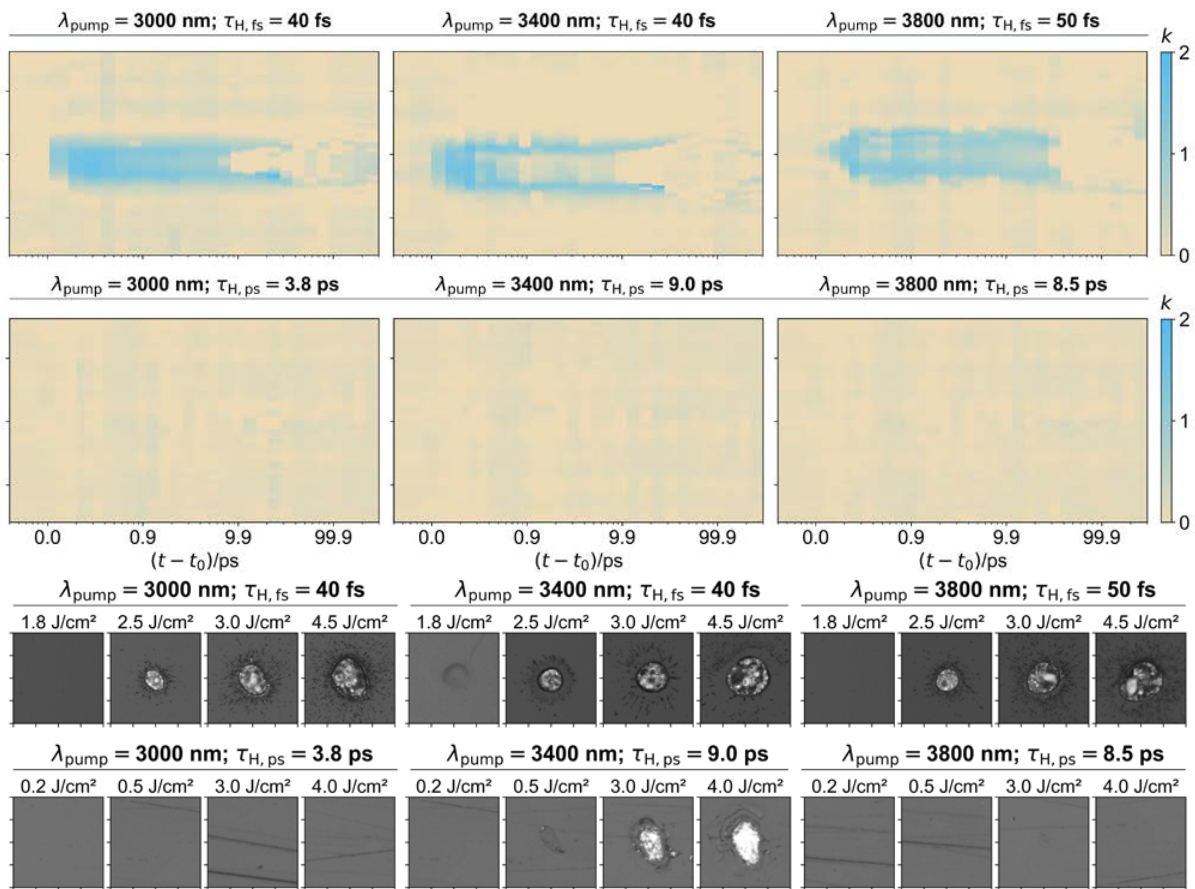 λpump = 3000 nm; τH, fs = 40 fs
λpump = 3400 nm; τH, fs = 40 fs
λpump = 3800 nm; τH, fs = 50 fs
k
2
1
0
λpump = 3000 nm; τH, ps = 3.8 ps
λpump = 3400 nm; τH, ps = 9.0 ps
λpump = 3800 nm; τH, ps = 8.5 ps
k
2
1
0
0.0 0.9 9.9 99.9
0.0 0.9 9.9 99.9
0.0 0.9 9.9 99.9
(t − t0)/ps
(t − t0)/ps
(t − t0)/ps
λpump = 3000 nm; τH, fs = 40 fs
λpump = 3400 nm; τH, fs = 40 fs
λpump = 3800 nm; τH, fs = 50 fs
1.8 J/cm² 2.5 J/cm² 3.0 J/cm² 4.5 J/cm²
1.8 J/cm² 2.5 J/cm² 3.0 J/cm² 4.5 J/cm²
1.8 J/cm² 2.5 J/cm² 3.0 J/cm² 4.5 J/cm²
λpump = 3000 nm; τH, ps = 3.8 ps
λpump = 3400 nm; τH, ps = 9.0 ps
λpump = 3800 nm; τH, ps = 8.5 ps
0.2 J/cm² 0.5 J/cm² 3.0 J/cm² 4.0 J/cm²
0.2 J/cm² 0.5 J/cm² 3.0 J/cm² 4.0 J/cm²
0.2 J/cm² 0.5 J/cm² 3.0 J/cm² 4.0 J/cm²